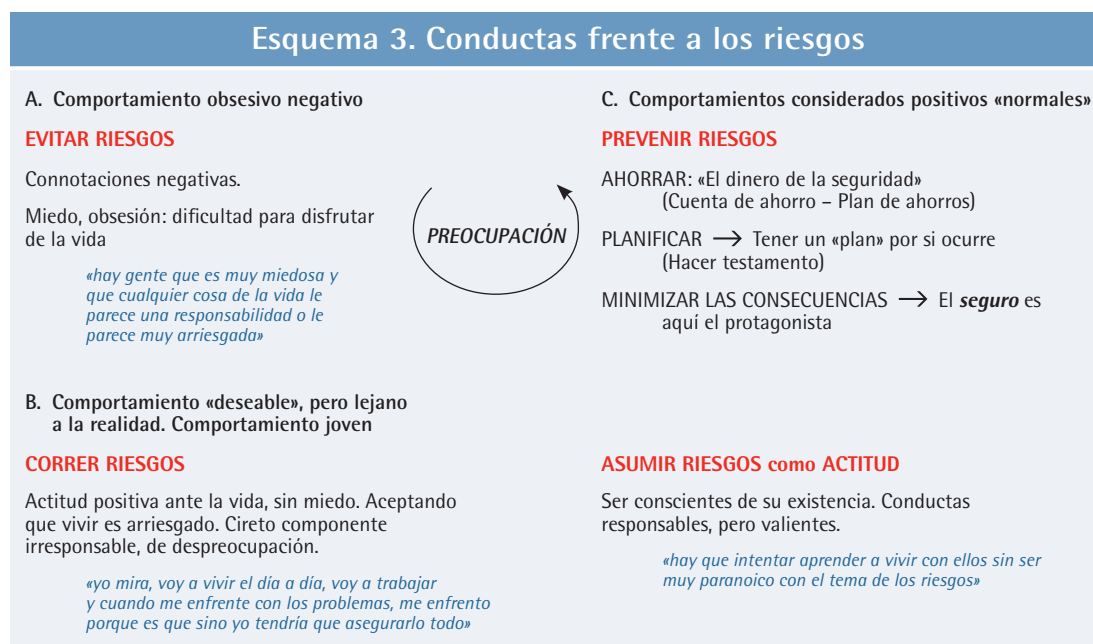 Esquema 3. Conductas frente a los riesgos
A. Comportamiento obsesivo negativo
EVITAR RIESGOS
Connotaciones negativas.
Miedo, obsesión: dificultad para disfrutar
de la vida
«hay gente que es muy miedosa y
que cualquier cosa de la vida le
parece una responsabilidad o le
parece muy arriesgada»
PREOCUPACIÓN
C. Comportamientos considerados positivos «normales»
PREVENIR RIESGOS
AHORRAR: «El dinero de la seguridad»
(Cuenta de ahorro – Plan de ahorros)
PLANIFICAR → Tener un «plan» por si ocurre
(Hacer testamento)
MINIMIZAR LAS CONSECUENCIAS → El seguro es
aquí el protagonista
B. Comportamiento «deseable», pero lejano
a la realidad. Comportamiento joven
CORRER RIESGOS
Actitud positiva ante la vida, sin miedo. Aceptando
que vivir es arriesgado. Cireto componente
irresponsable, de despreocupación.
«yo mira, voy a vivir el día a día, voy a trabajar
y cuando me enfrente con los problemas, me enfrento
porque es que sino yo tendría que asegurarlo todo»
ASUMIR RIESGOS como ACTITUD
Ser conscientes de su existencia. Conductas
responsables, pero valientes.
«hay que intentar aprender a vivir con ellos sin ser
muy paranoico con el tema de los riesgos»